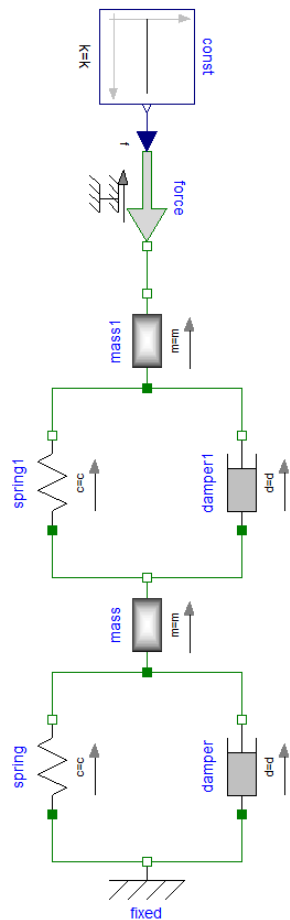 const
k=k
f
force
mass1
m=m
spring1
c=c
damper1
d=d
mass
m=m
spring
c=c
damper
d=d
fixed